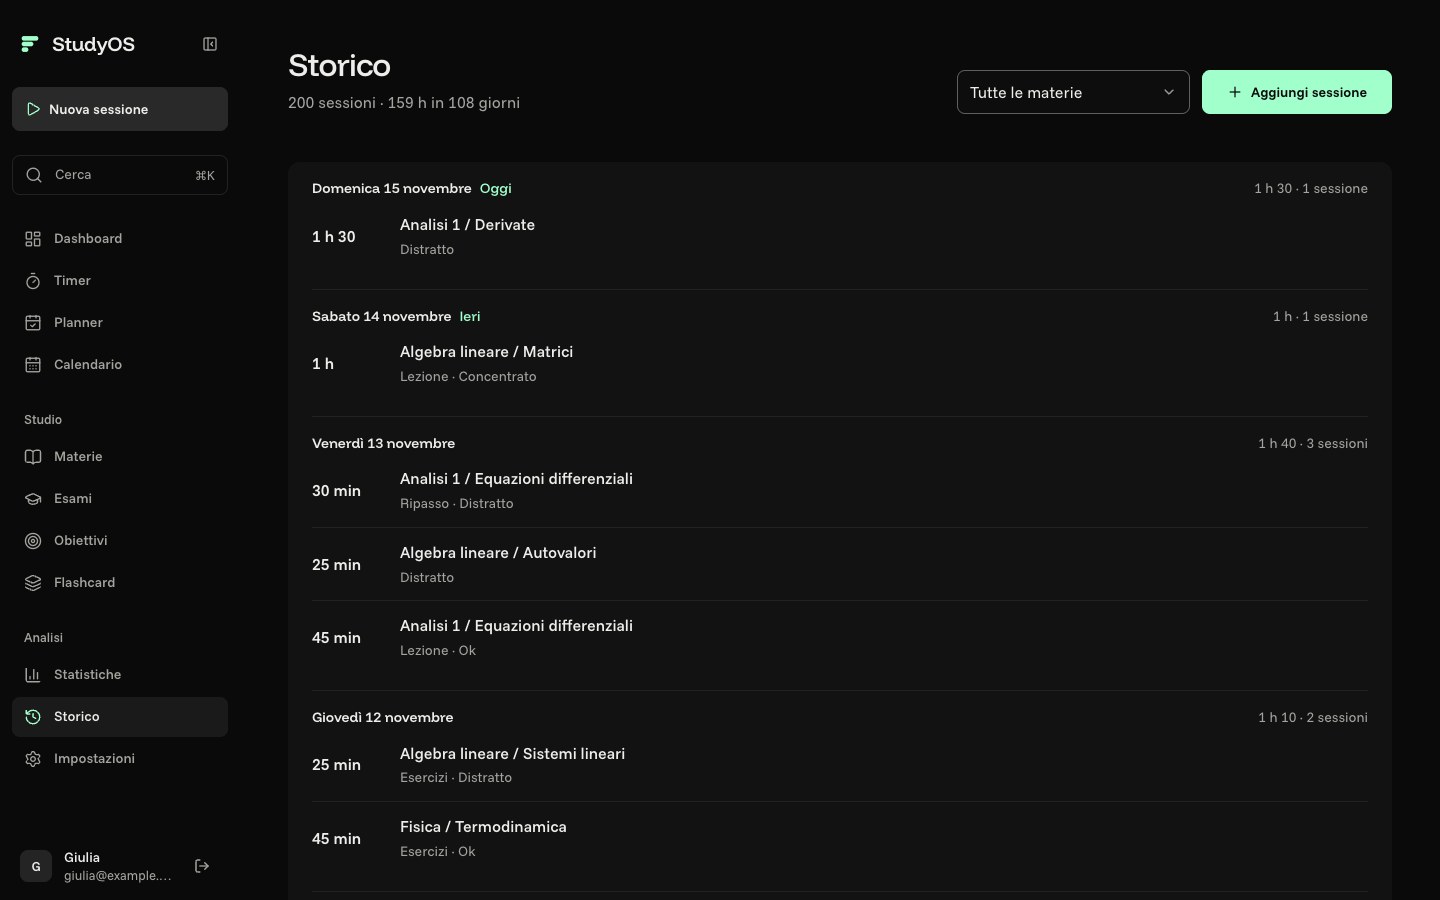 StudyOS
Nuova sessione
Cerca ⌘K
Dashboard
Timer
Planner
Calendario
Studio
Materie
Esami
Obiettivi
Flashcard
Analisi
Statistiche
Storico
Impostazioni
G
Giulia
giulia@example....
Storico
200 sessioni · 159 h in 108 giorni
Tutte le materie
Aggiungi sessione
Domenica 15 novembre Oggi 1 h 30 · 1 sessione
1 h 30 Analisi 1 / Derivate
Distratto
Sabato 14 novembre Ieri 1 h · 1 sessione
1 h Algebra lineare / Matrici
Lezione · Concentrato
Venerdì 13 novembre 1 h 40 · 3 sessioni
30 min Analisi 1 / Equazioni differenziali
Ripasso · Distratto
25 min Algebra lineare / Autovalori
Distratto
45 min Analisi 1 / Equazioni differenziali
Lezione · Ok
Giovedì 12 novembre 1 h 10 · 2 sessioni
25 min Algebra lineare / Sistemi lineari
Esercizi · Distratto
45 min Fisica / Termodinamica
Esercizi · Ok